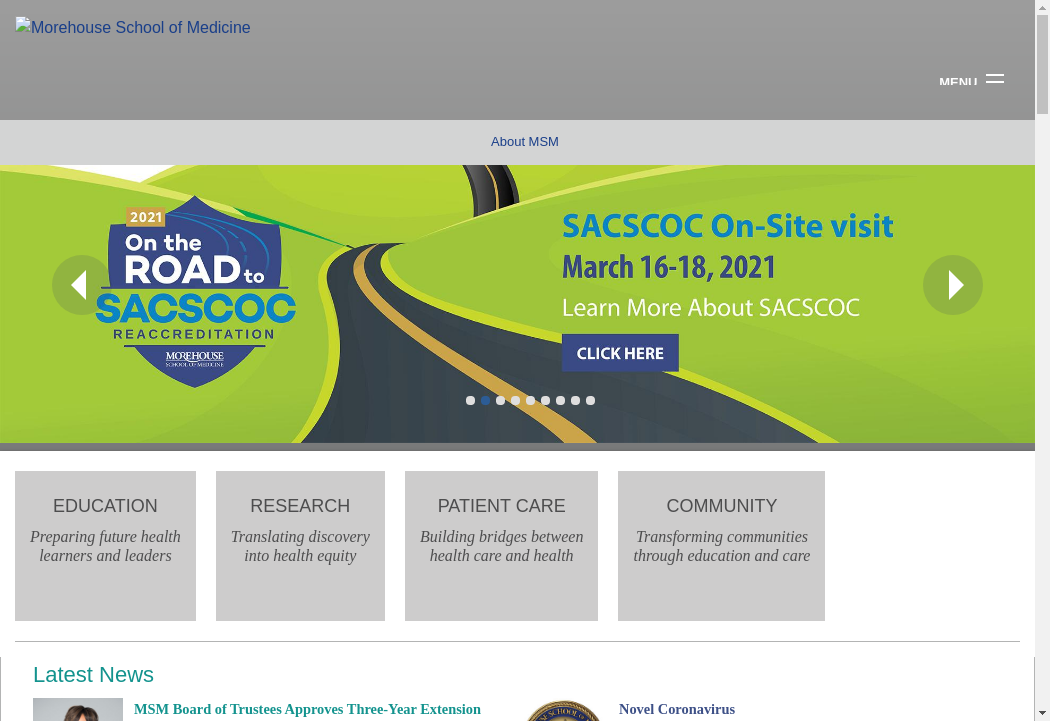 Morehouse School of Medicine
MENU
About MSM
2021
On the
ROAD to
SACSCOC
REACCREDITATION
MOREHOUSE
SCHOOL OF MEDICINE
SACSCOC On-Site visit
March 16-18, 2021
Learn More About SACSCOC
CLICK HERE
EDUCATION
Preparing future health
learners and leaders
RESEARCH
Translating discovery
into health equity
PATIENT CARE
Building bridges between
health care and health
COMMUNITY
Transforming communities
through education and care
Latest News
MSM Board of Trustees Approves Three-Year Extension
Novel Coronavirus